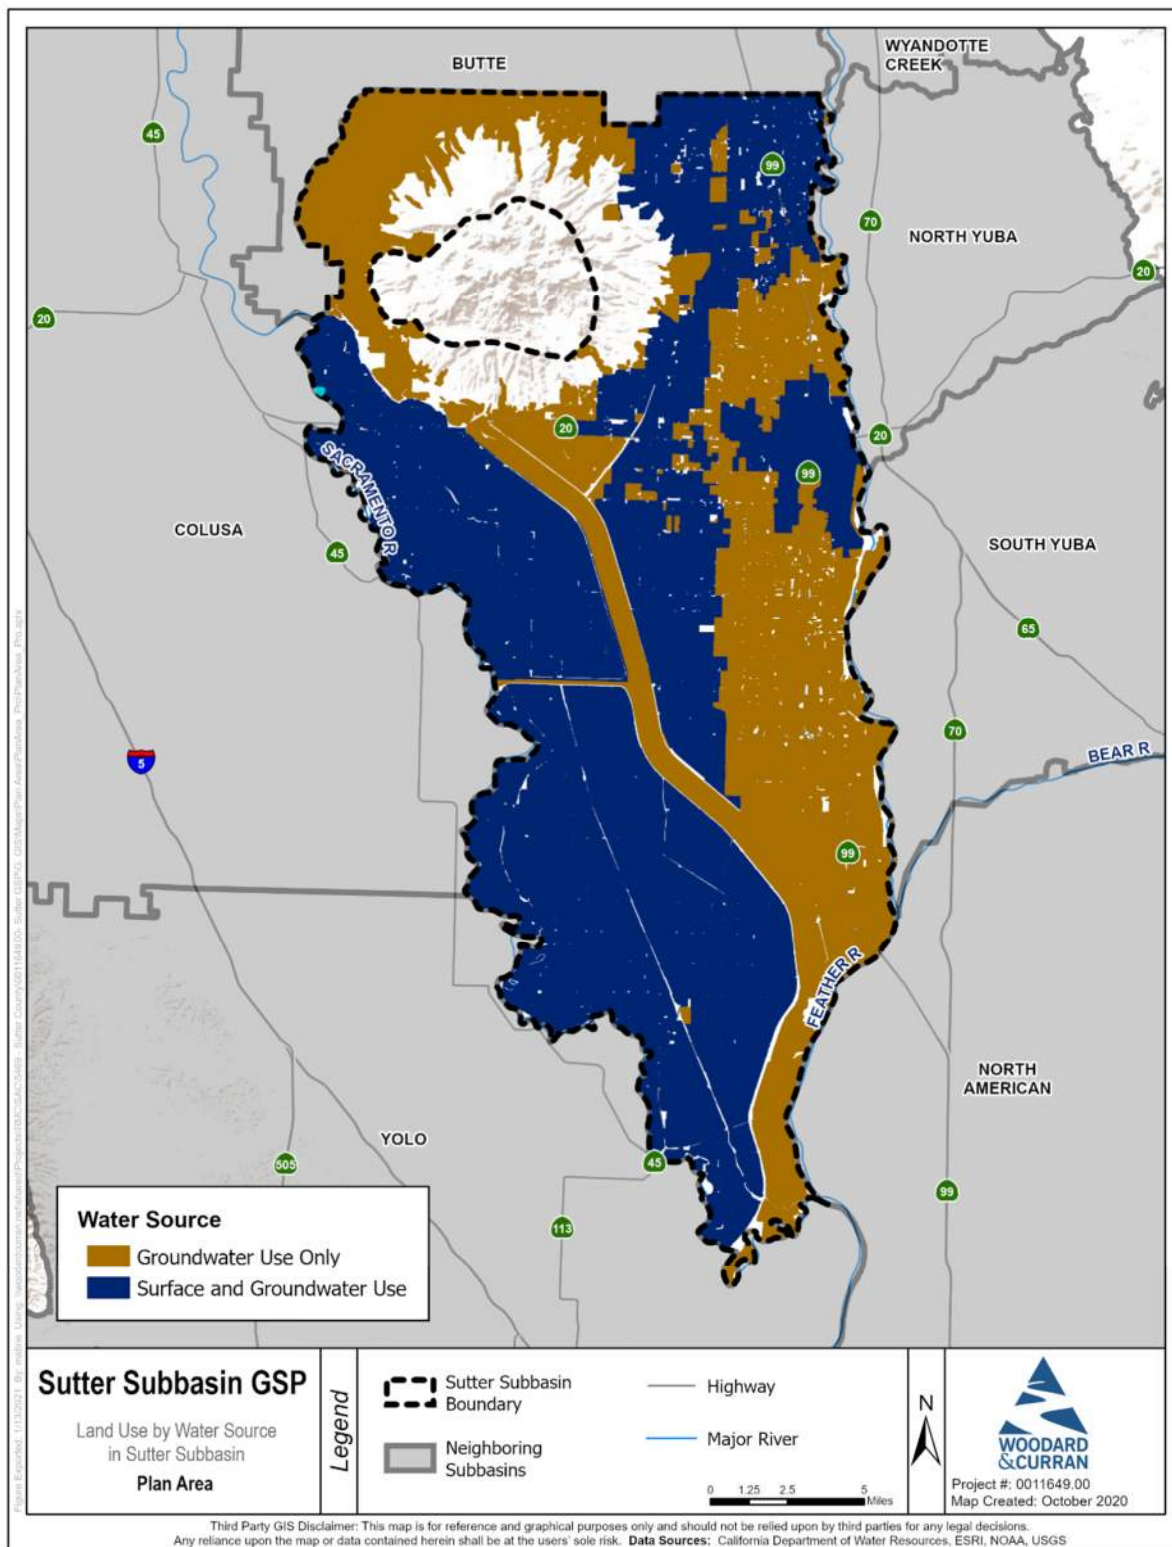 BUTTE
WYANDOTTE
CREEK
45
99
70
NORTH YUBA
20
20
20
20
99
SACRAMENTO R
COLUSA
45
SOUTH YUBA
65
70
5
BEAR R
99
FEATHER R
NORTH
AMERICAN
YOLO
505
45
99
113
Water Source
Groundwater Use Only
Surface and Groundwater Use
Sutter Subbasin GSP
Land Use by Water Source
in Sutter Subbasin
Plan Area
Legend
Sutter Subbasin
Boundary
Neighboring
Subbasins
Highway
Major River
0 1.25 2.5 5
Miles
N
WOODARD
&CURRAN
Project #: 0011649.00
Map Created: October 2020
Third Party GIS Disclaimer: This map is for reference and graphical purposes only and should not be relied upon by third parties for any legal decisions.
Any reliance upon the map or data contained herein shall be at the users' sole risk. Data Sources: California Department of Water Resources, ESRI, NOAA, USGS